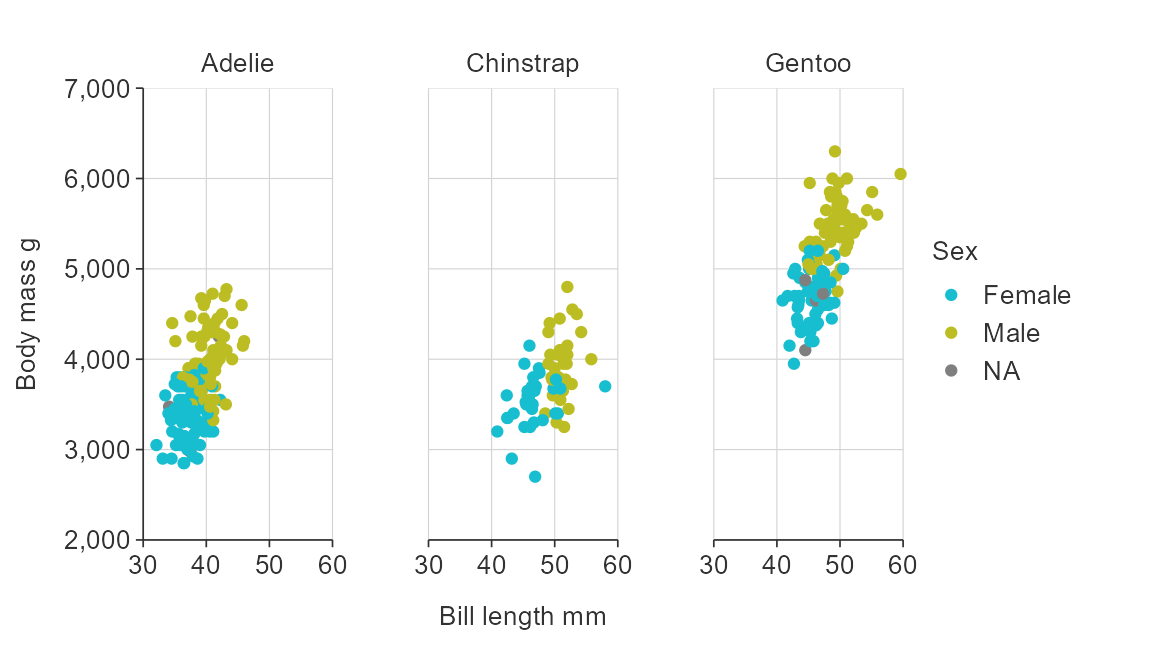 Adelie Chinstrap Gentoo
7,000
6,000
5,000
4,000
3,000
2,000
Body mass g
30 40 50 60 30 40 50 60 30 40 50 60
Bill length mm
Sex
Female
Male
NA